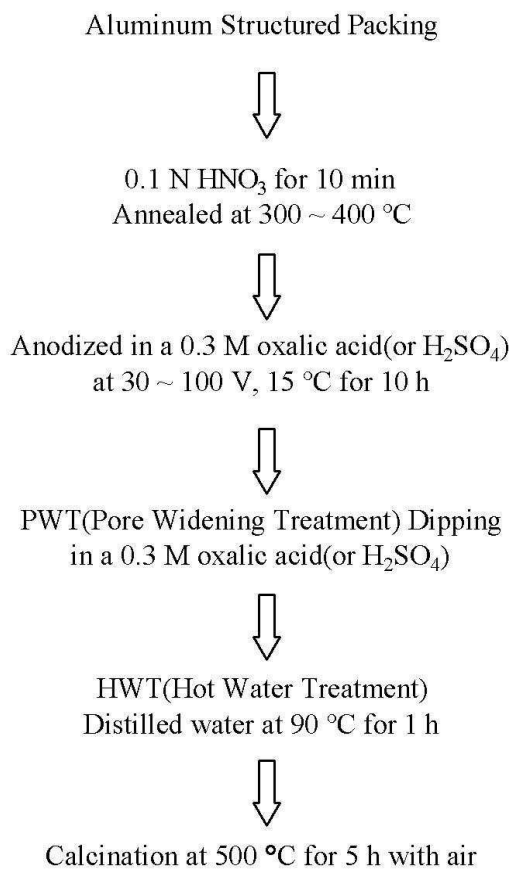 Aluminum Structured Packing
0.1 N HNO₃ for 10 min
Annealed at 300 ~ 400 ℃
Anodized in a 0.3 M oxalic acid(or H₂SO₄)
at 30 ~ 100 V, 15 ℃ for 10 h
PWT(Pore Widening Treatment) Dipping
in a 0.3 M oxalic acid(or H₂SO₄)
HWT(Hot Water Treatment)
Distilled water at 90 ℃ for 1 h
Calcination at 500 ℃ for 5 h with air